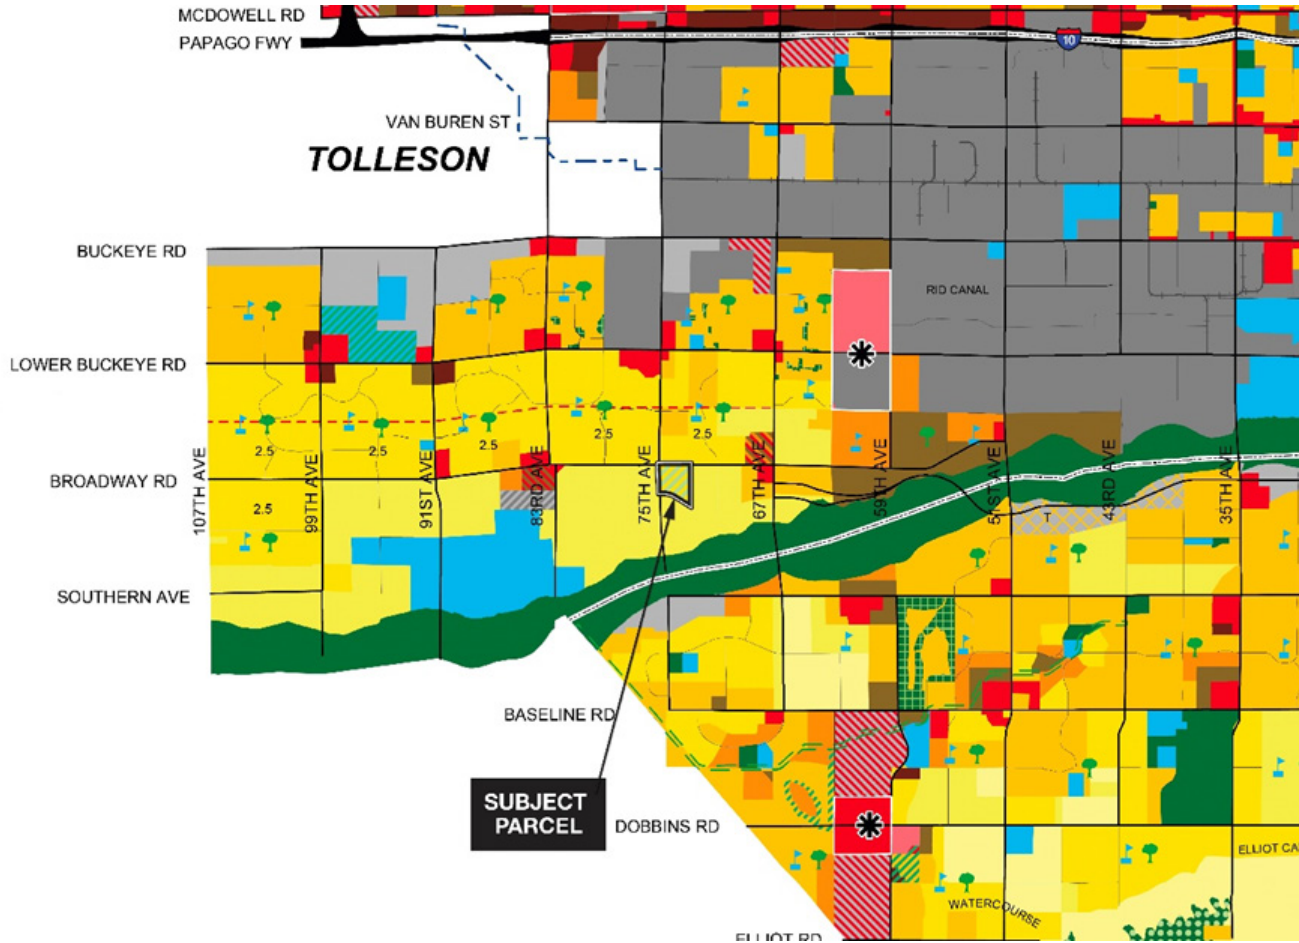 MCDOWELL RD
PAPAGO FWY
10
VAN BUREN ST
TOLLESON
BUCKEYE RD
RID CANAL
LOWER BUCKEYE RD
2.5
2.5
2.5
2.5
2.5
BROADWAY RD
2.5
107TH AVE
99TH AVE
91ST AVE
83RD AVE
75TH AVE
67TH AVE
59TH AVE
51ST AVE
43RD AVE
35TH AVE
T
SOUTHERN AVE
BASELINE RD
SUBJECT
PARCEL
DOBBINS RD
ELLIOT CA
WATERCOURSE
ELLIOT RD